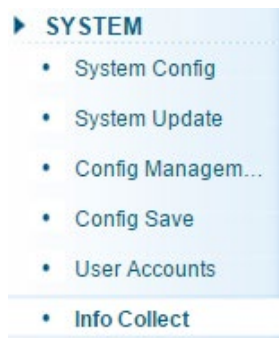 SYSTEM
System Config
System Update
Config Managem...
Config Save
User Accounts
Info Collect